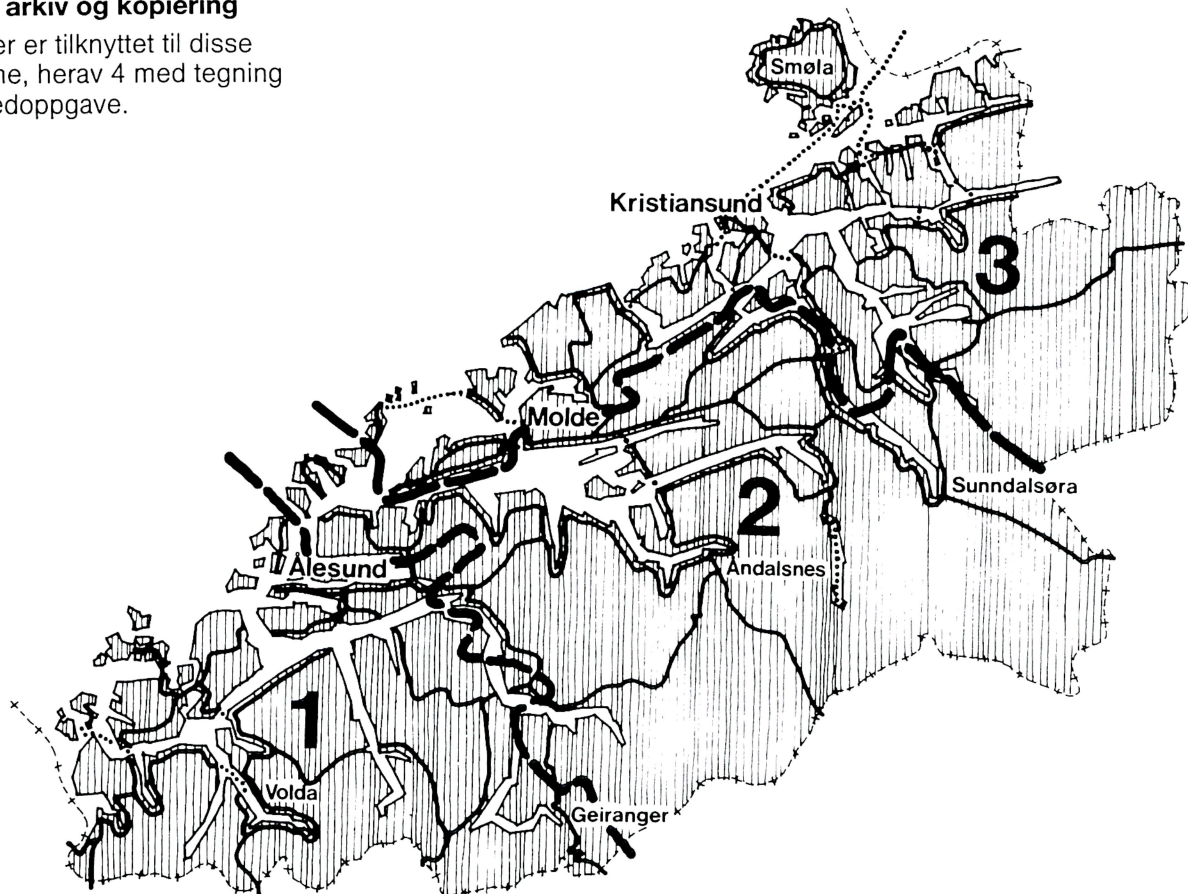 arkiv og kopiering
er er tilknyttet til disse
ne, herav 4 med tegning
edoppgave.
Smøla
Kristiansund
3
Molde
Sunndalsøra
2
Åndalsnes
Ålesund
1
Volda
Geiranger